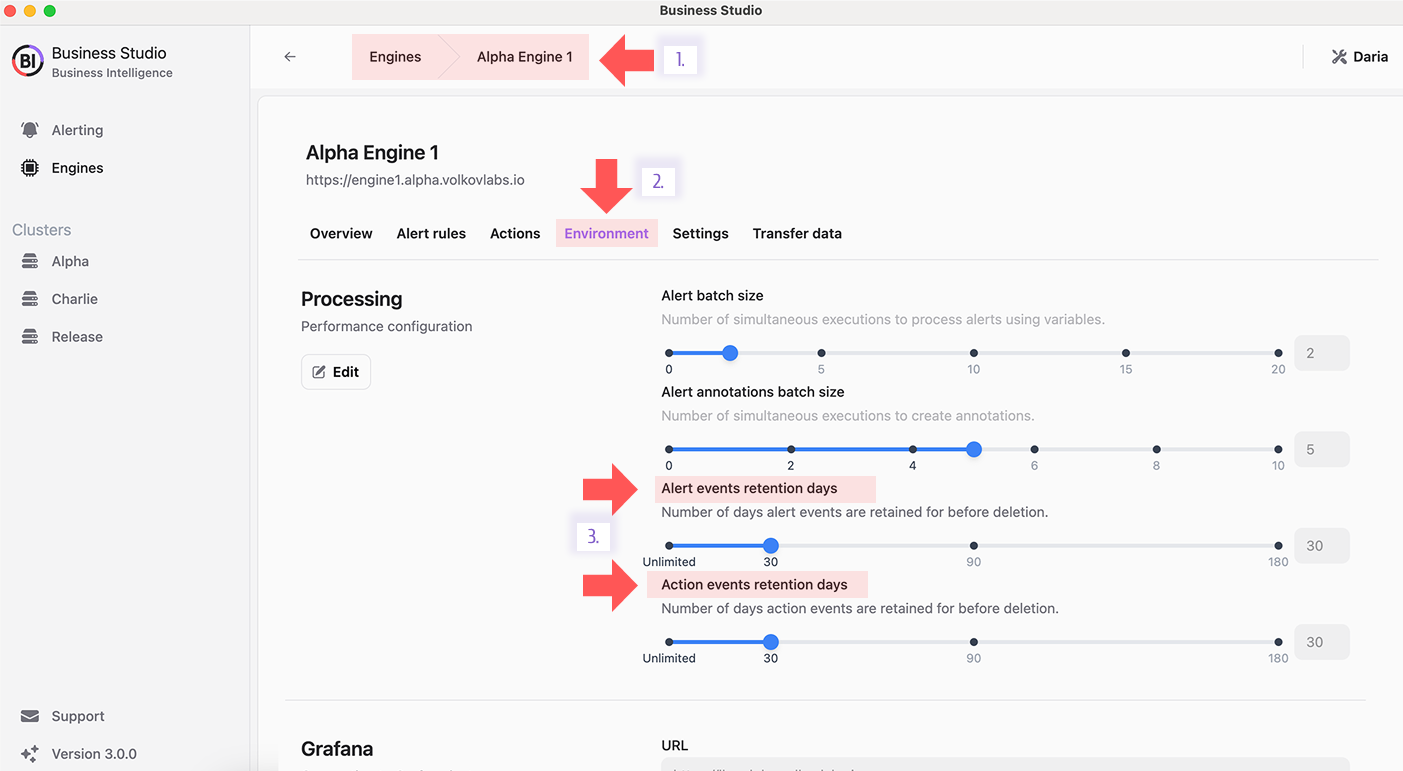 Business Studio
Business Studio
Business Intelligence
Alerting
Engines
Clusters
Alpha
Charlie
Release
Support
Version 3.0.0
Engines
Alpha Engine 1
1.
Daria
Alpha Engine 1
https://engine1.alpha.volkovlabs.io
2.
Overview Alert rules Actions Environment Settings Transfer data
Processing
Performance configuration
Edit
Alert batch size
Number of simultaneous executions to process alerts using variables.
2
0 5 10 15 20
Alert annotations batch size
Number of simultaneous executions to create annotations.
5
0 2 4 6 8 10
Alert events retention days
Number of days alert events are retained for before deletion.
3.
30
Unlimited 30 90 180
Action events retention days
Number of days action events are retained for before deletion.
30
Unlimited 30 90 180
Grafana
URL